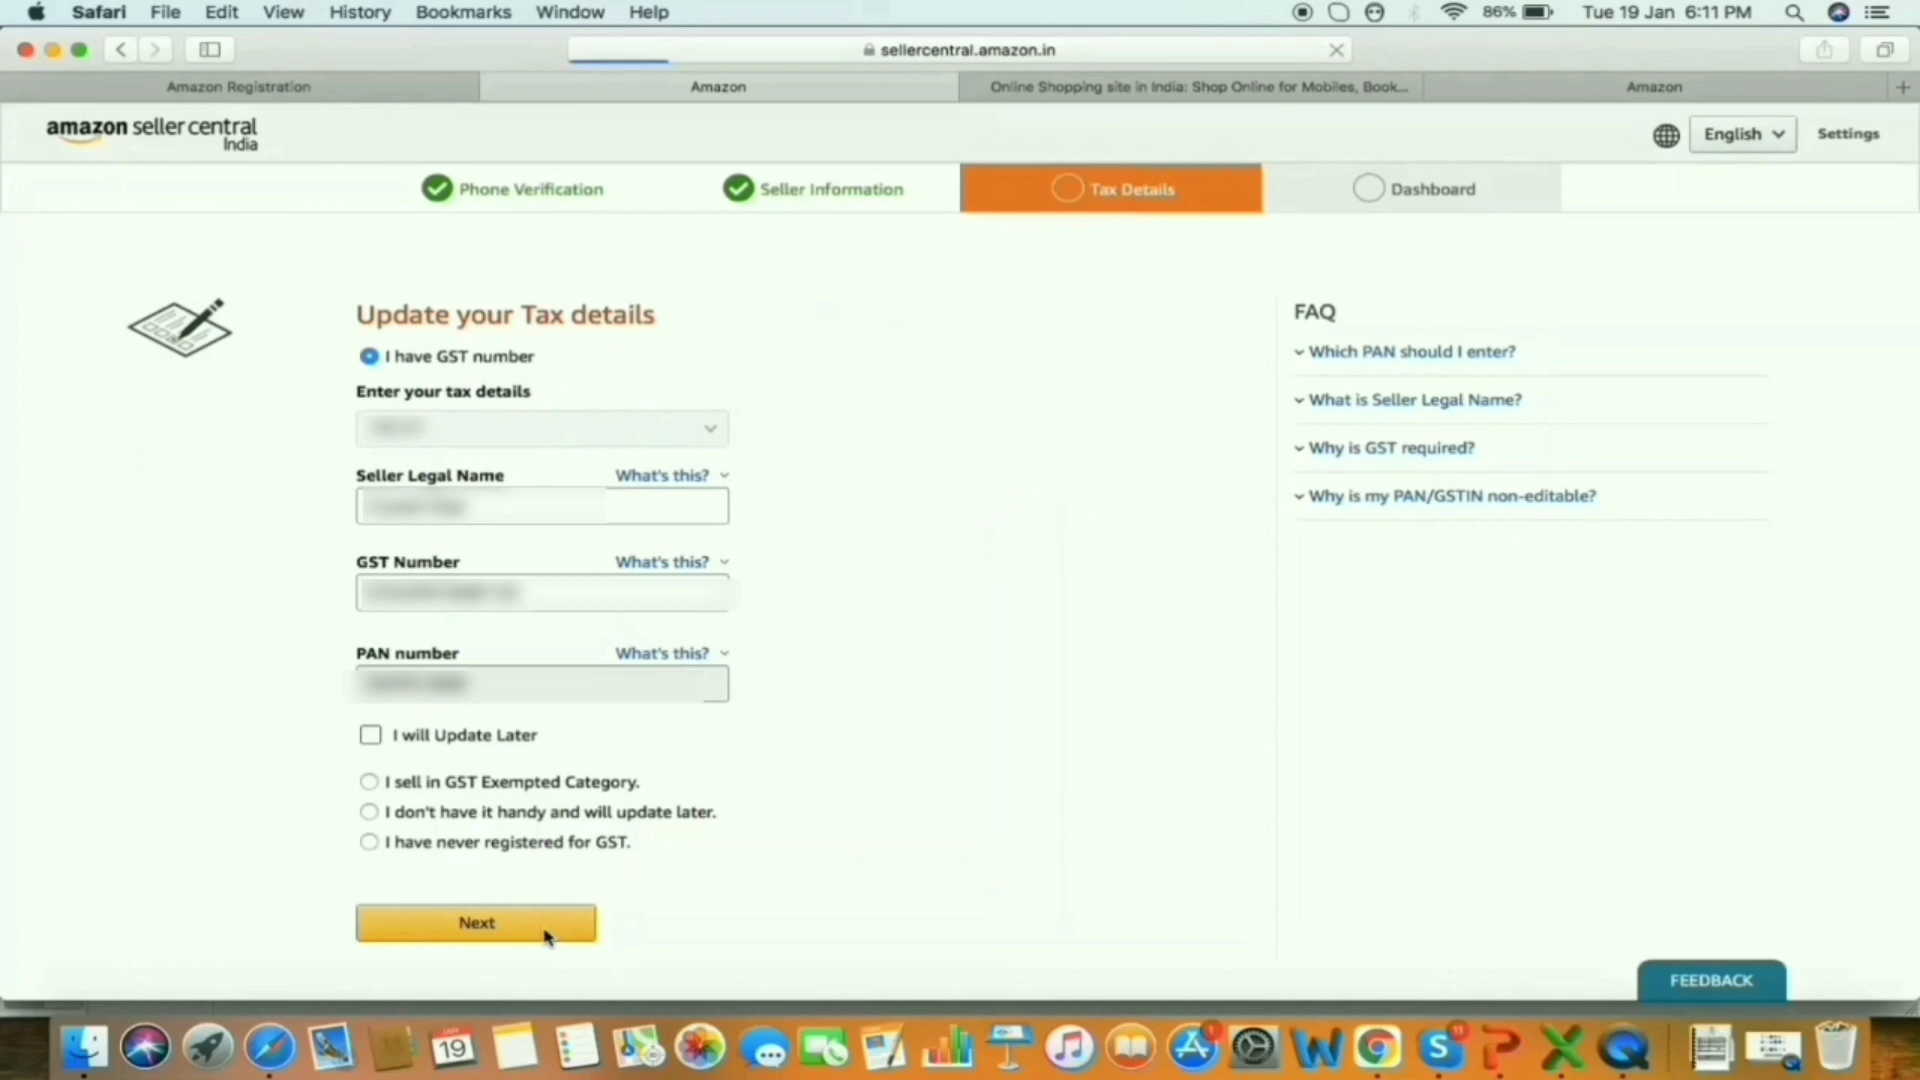 Safari File Edit View History Bookmarks Window Help 86% Tue 19 Jan 6:11 PM
sellercentral.amazon.in
Amazon Registration Amazon Online Shopping site in India: Shop Online for Mobiles, Book... Amazon
amazon seller central
India
English Settings
Phone Verification Seller Information Tax Details Dashboard
Update your Tax details
I have GST number
Enter your tax details
Seller Legal Name What's this?
GST Number What's this?
PAN number What's this?
I will Update Later
I sell in GST Exempted Category.
I don't have it handy and will update later.
I have never registered for GST.
Next
FAQ
Which PAN should I enter?
What is Seller Legal Name?
Why is GST required?
Why is my PAN/GSTIN non-editable?
FEEDBACK
JAN
19
1
11